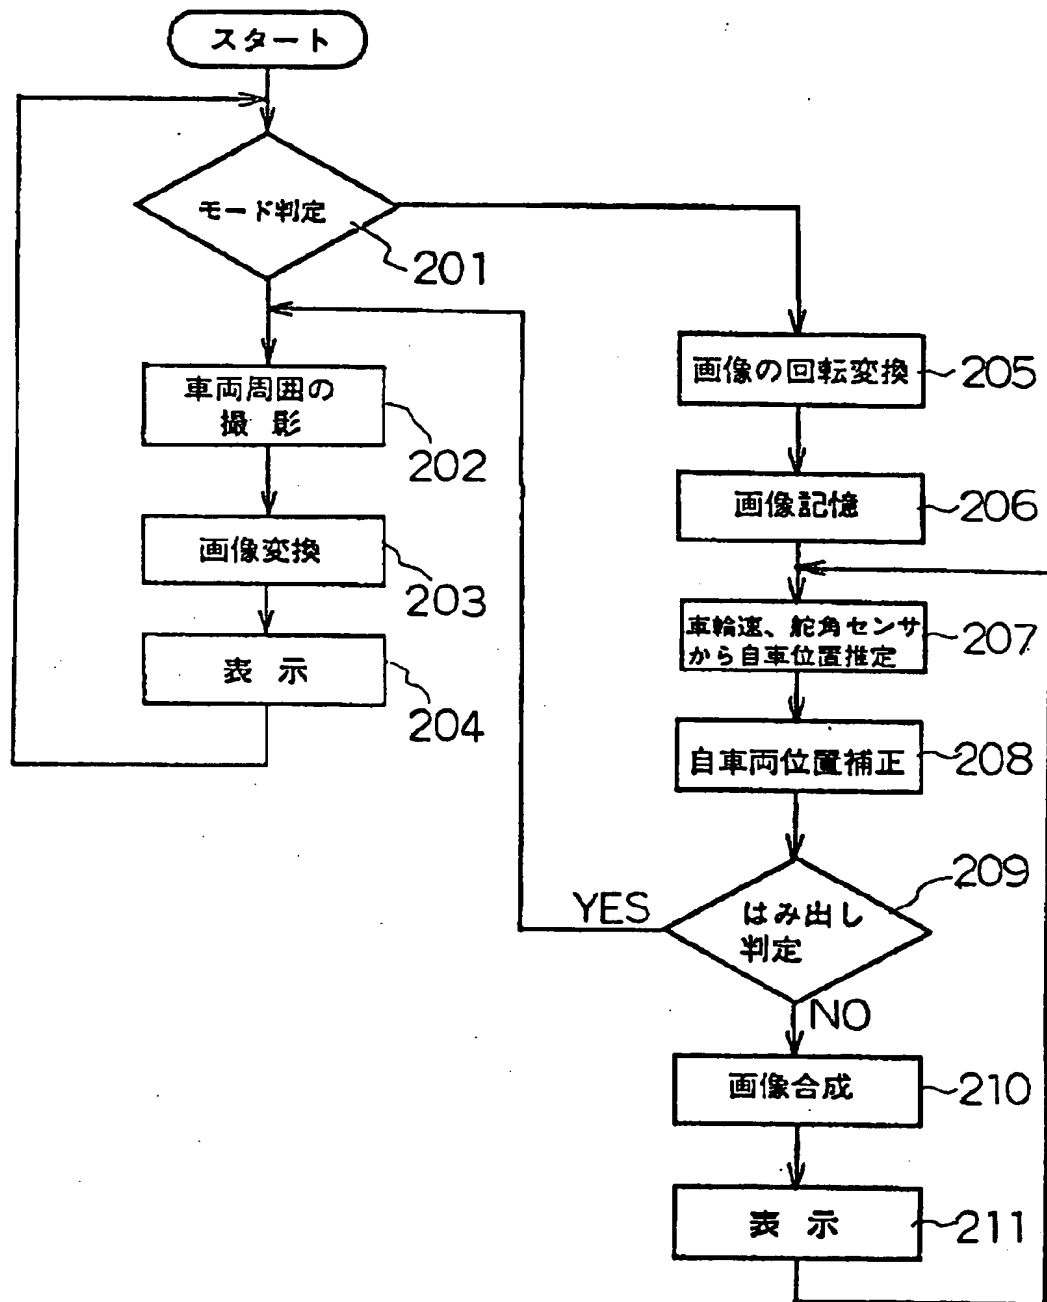 スタート
モード判定
201
車両周囲の
撮 影
202
画像変換
203
表 示
204
画像の回転変換
205
画像記憶
206
車輪速、舵角センサ
から自車位置推定
207
自車両位置補正
208
209
YES
はみ出し
判定
NO
画像合成
210
表 示
211